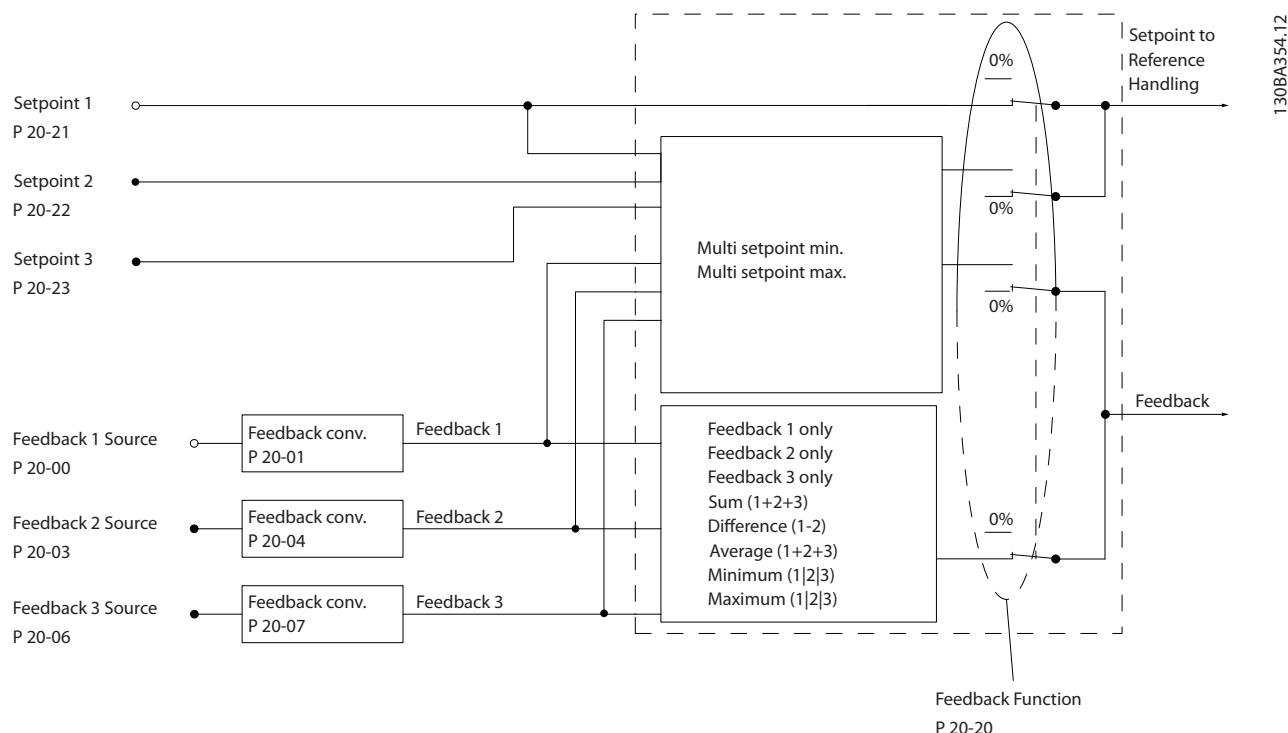 130BA354.12
0%
Setpoint to
Reference
Handling
Setpoint 1
P 20-21
Setpoint 2
P 20-22
0%
Setpoint 3
P 20-23
Multi setpoint min.
Multi setpoint max.
0%
Feedback
Feedback 1 Source
P 20-00
Feedback conv.
P 20-01
Feedback 1
Feedback 2 Source
P 20-03
Feedback conv.
P 20-04
Feedback 2
Feedback 3 Source
P 20-06
Feedback conv.
P 20-07
Feedback 3
Feedback 1 only
Feedback 2 only
Feedback 3 only
Sum (1+2+3)
Difference (1-2)
Average (1+2+3)
Minimum (1|2|3)
Maximum (1|2|3)
0%
Feedback Function
P 20-20